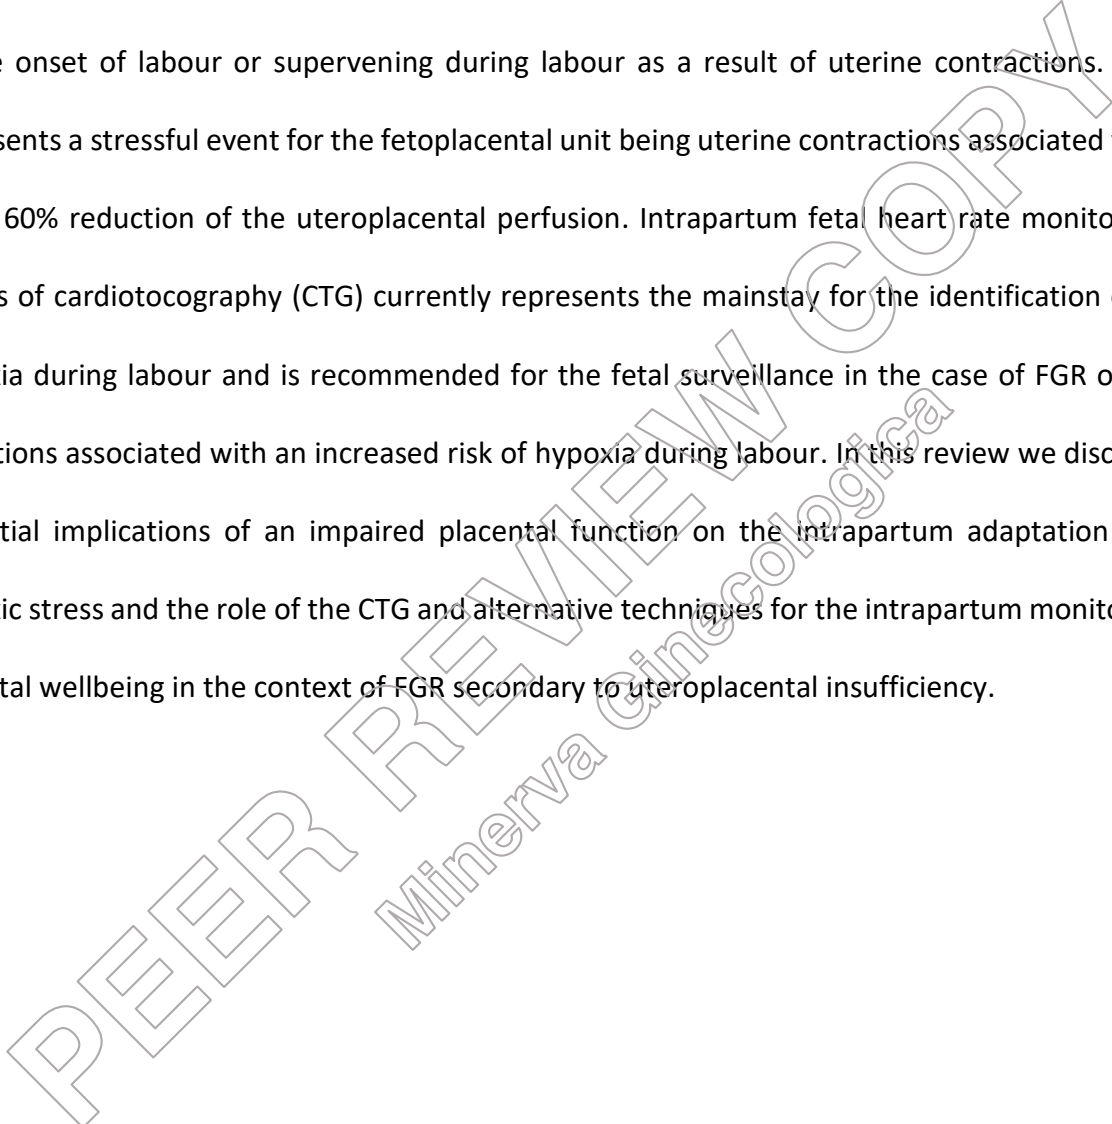 e onset of labour or supervening during labour as a result of uterine contractions.
sents a stressful event for the fetoplacental unit being uterine contractions associated
60% reduction of the uteroplacental perfusion. Intrapartum fetal heart rate monito
s of cardiotocography (CTG) currently represents the mainstay for the identification
ia during labour and is recommended for the fetal surveillance in the case of FGR o
tions associated with an increased risk of hypoxia during labour. In this review we disc
tial implications of an impaired placental function on the intrapartum adaptation
tic stress and the role of the CTG and alternative techniques for the intrapartum monito
tal wellbeing in the context of FGR secondary to uteroplacental insufficiency.
PEER REVIEW COPY
Minerva Ginecologica